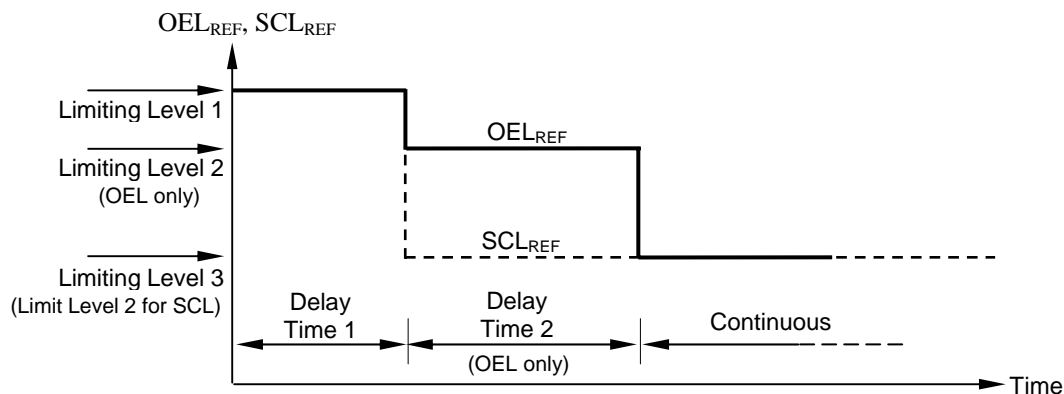 OEL_REF, SCL_REF
Limiting Level 1
OEL_REF
Limiting Level 2
(OEL only)
SCL_REF
Limiting Level 3
(Limit Level 2 for SCL)
Delay
Time 1
Delay
Time 2
(OEL only)
Continuous
Time